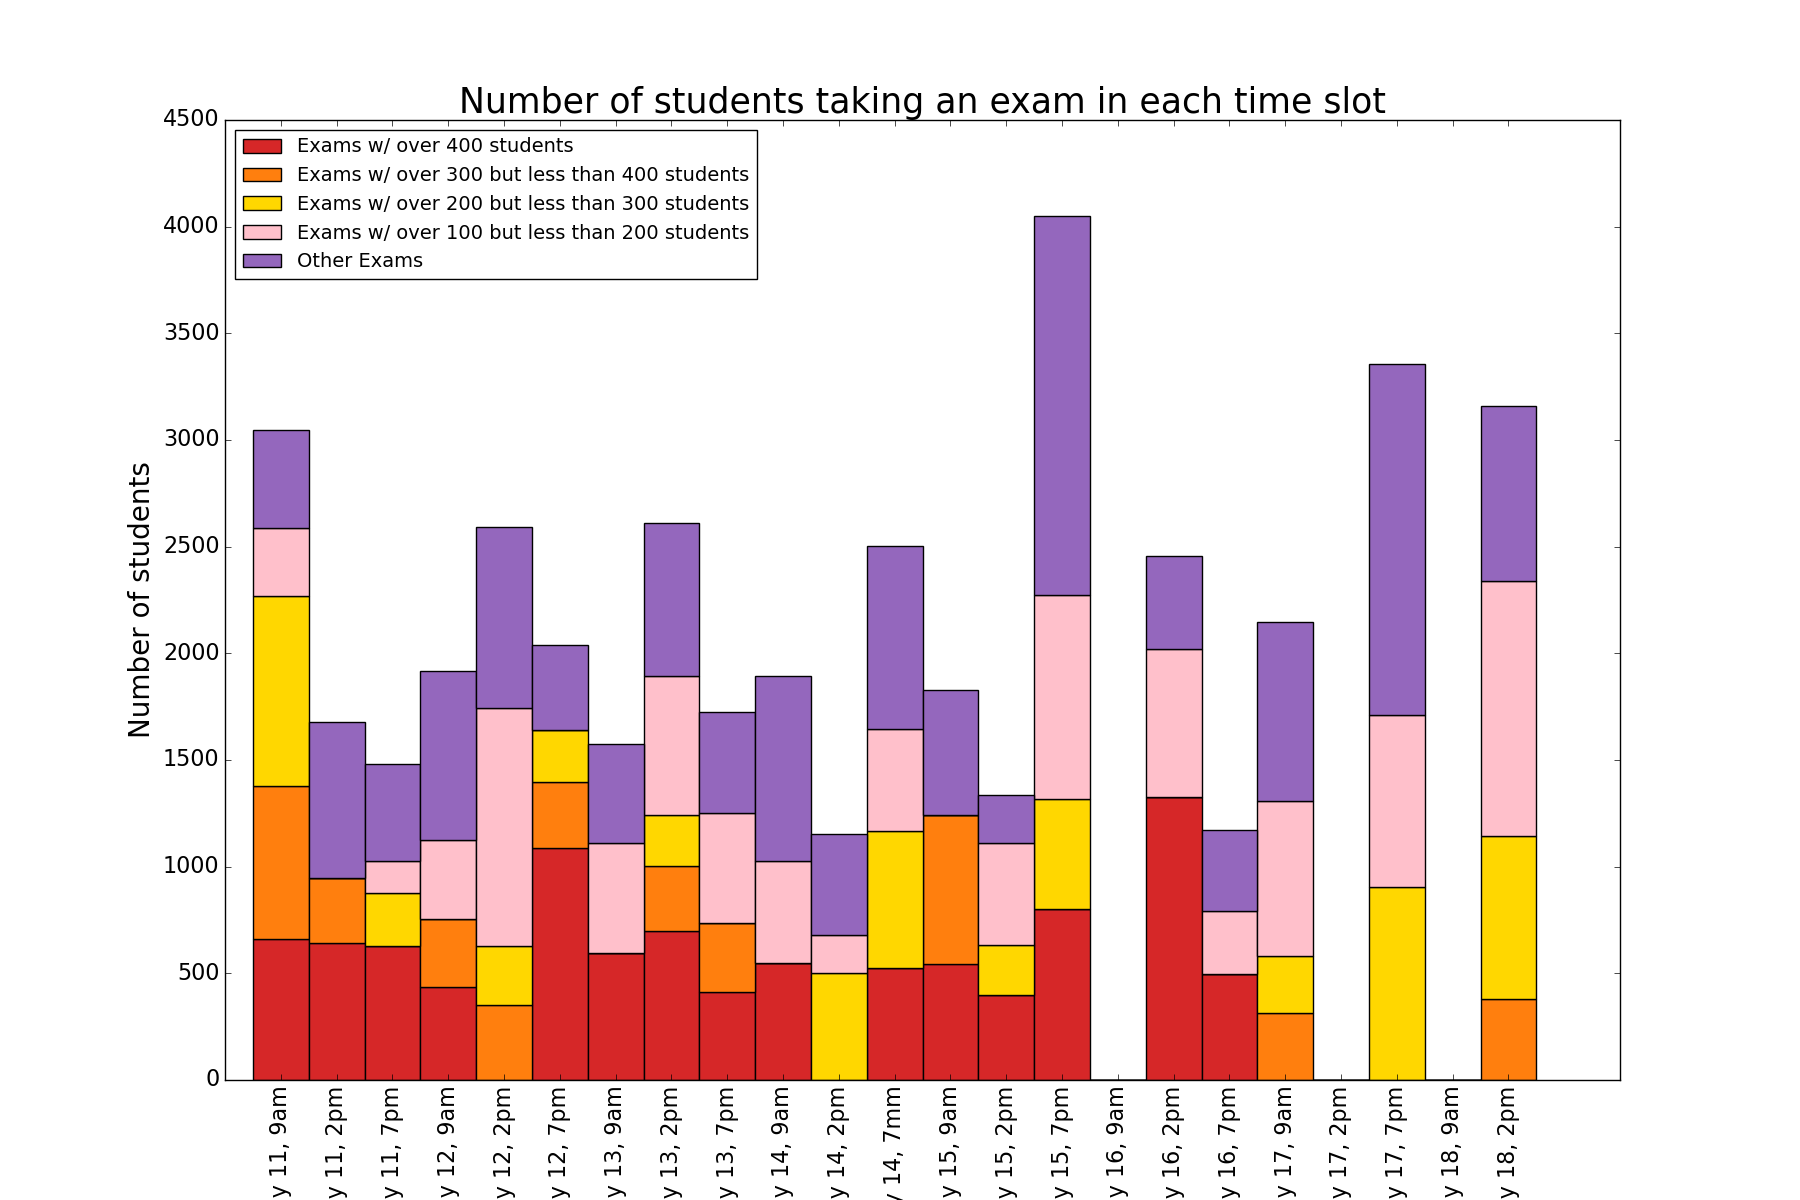 Number of students taking an exam in each time slot
4500
4000
3500
3000
2500
2000
1500
1000
500
0
Number of students
Exams w/ over 400 students
Exams w/ over 300 but less than 400 students
Exams w/ over 200 but less than 300 students
Exams w/ over 100 but less than 200 students
Other Exams
y 11, 9am
y 11, 2pm
y 11, 7pm
y 12, 9am
y 12, 2pm
y 12, 7pm
y 13, 9am
y 13, 2pm
y 13, 7pm
y 14, 9am
y 14, 2pm
y 14, 7mm
y 15, 9am
y 15, 2pm
y 15, 7pm
y 16, 9am
y 16, 2pm
y 16, 7pm
y 17, 9am
y 17, 2pm
y 17, 7pm
y 18, 9am
y 18, 2pm